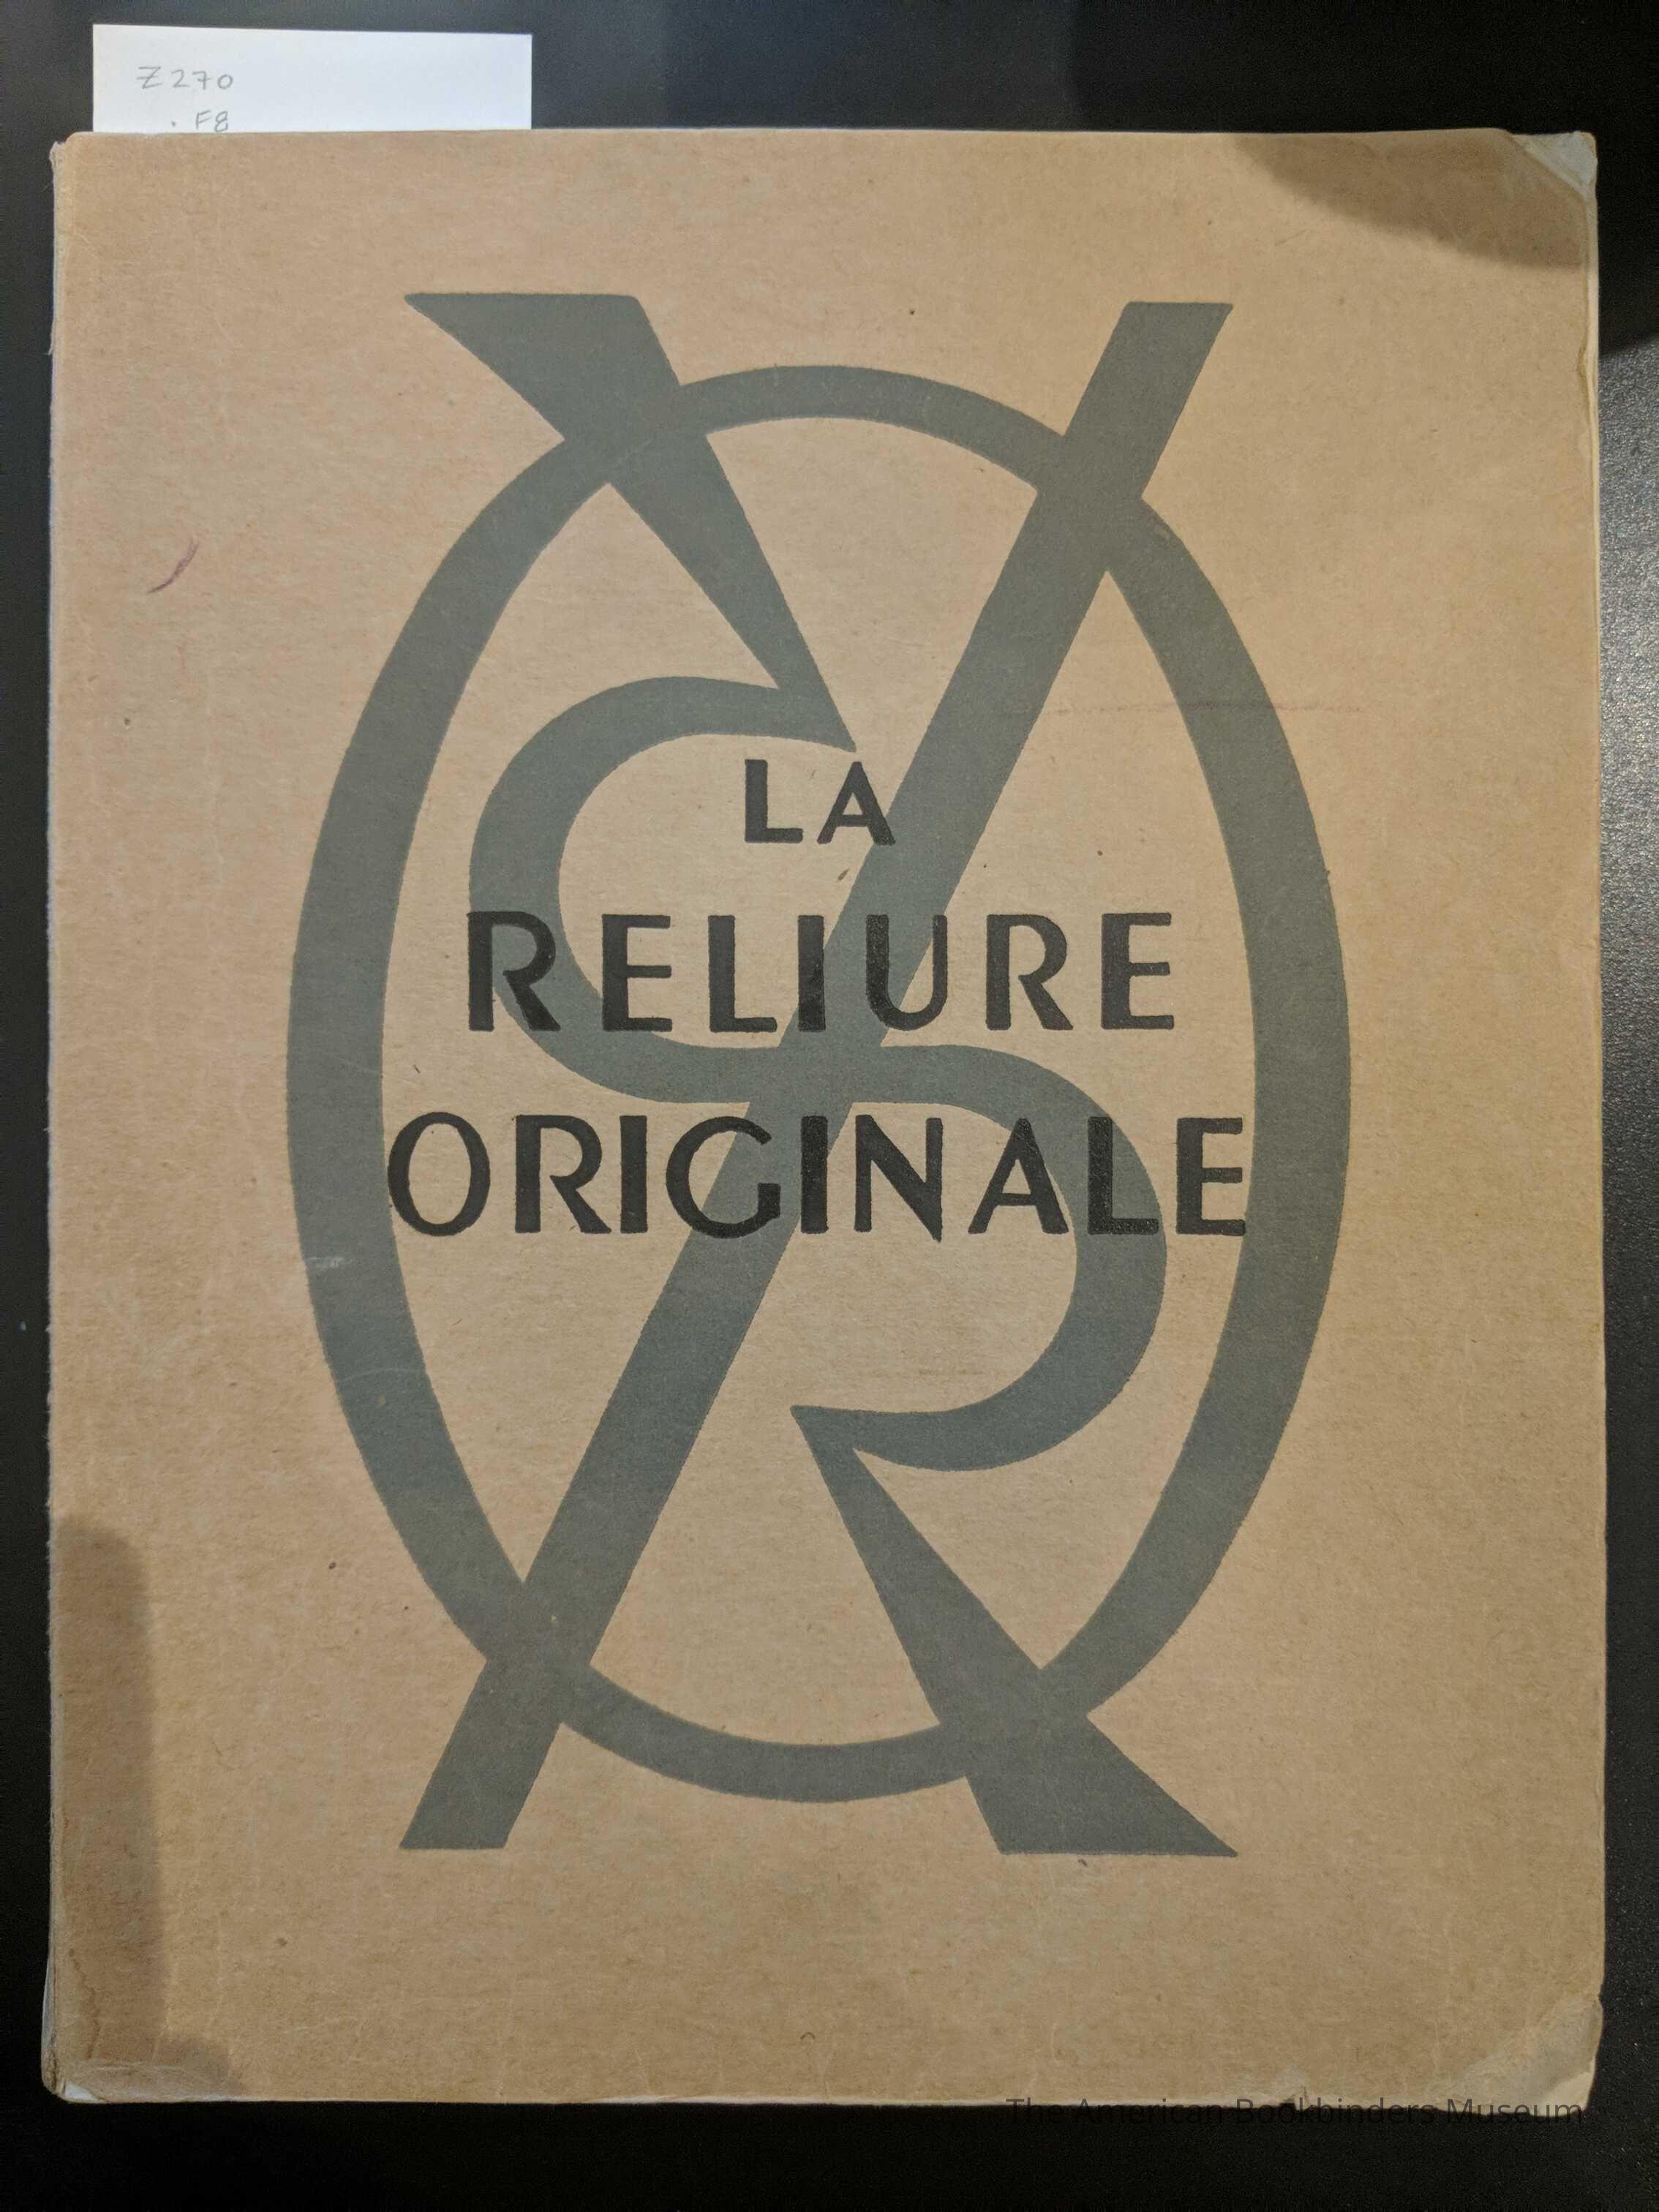 Z270
.F8
LA
RELIURE
ORIGINALE
The American Bookbinders Museum